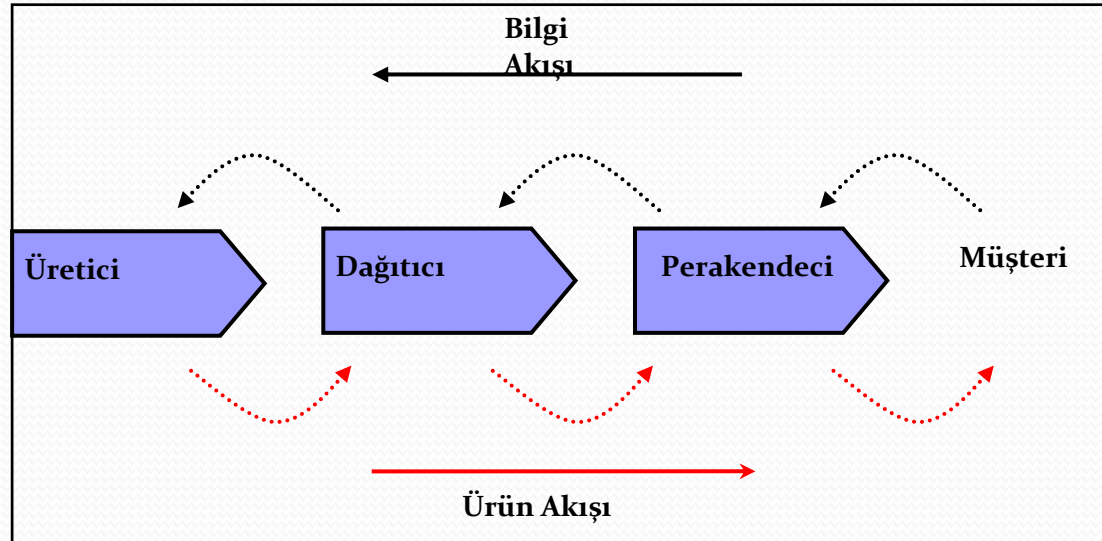 Bilgi
Akışı
Üretici
Dağıtıcı
Perakendeci
Müşteri
Ürün Akışı